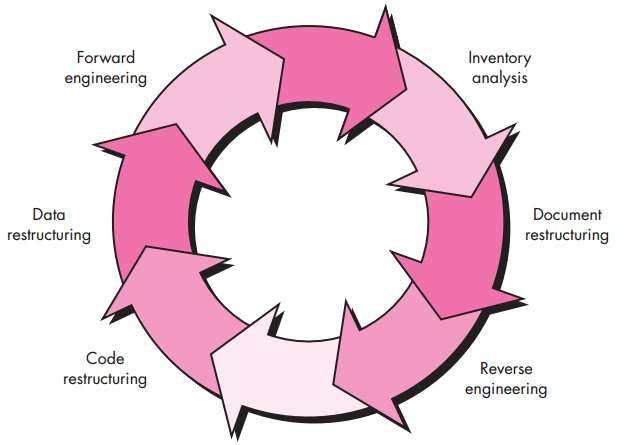 Forward
engineering
Inventory
analysis
Data
restructuring
Document
restructuring
Code
restructuring
Reverse
engineering